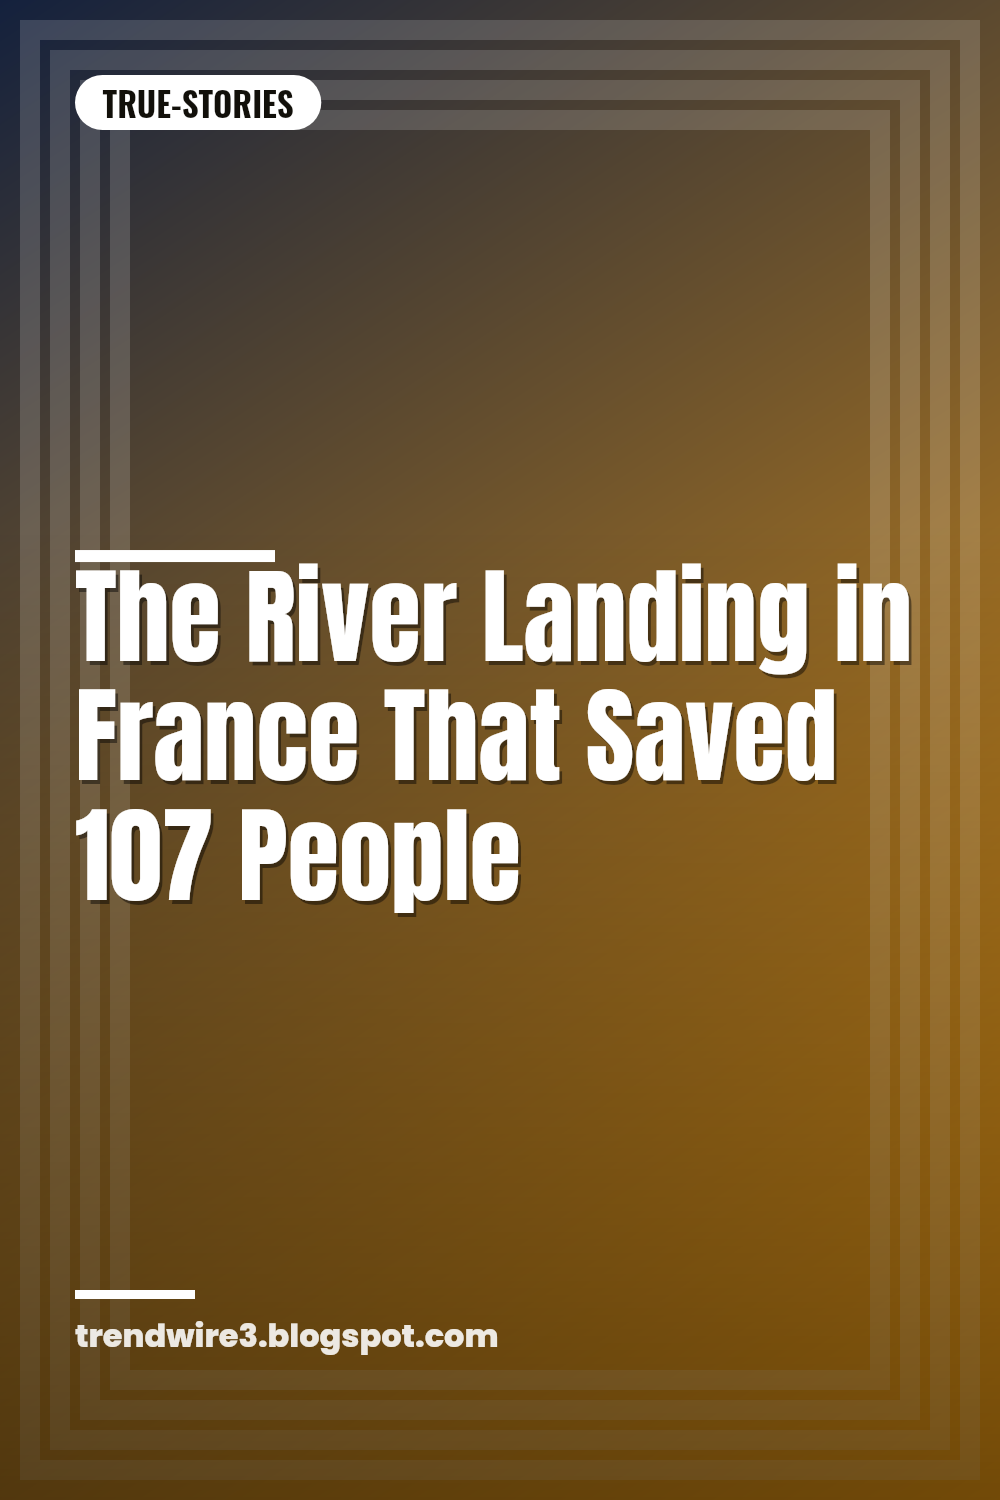 TRUE-STORIES
The River Landing in
France That Saved
107 People
trendwire3.blogspot.com